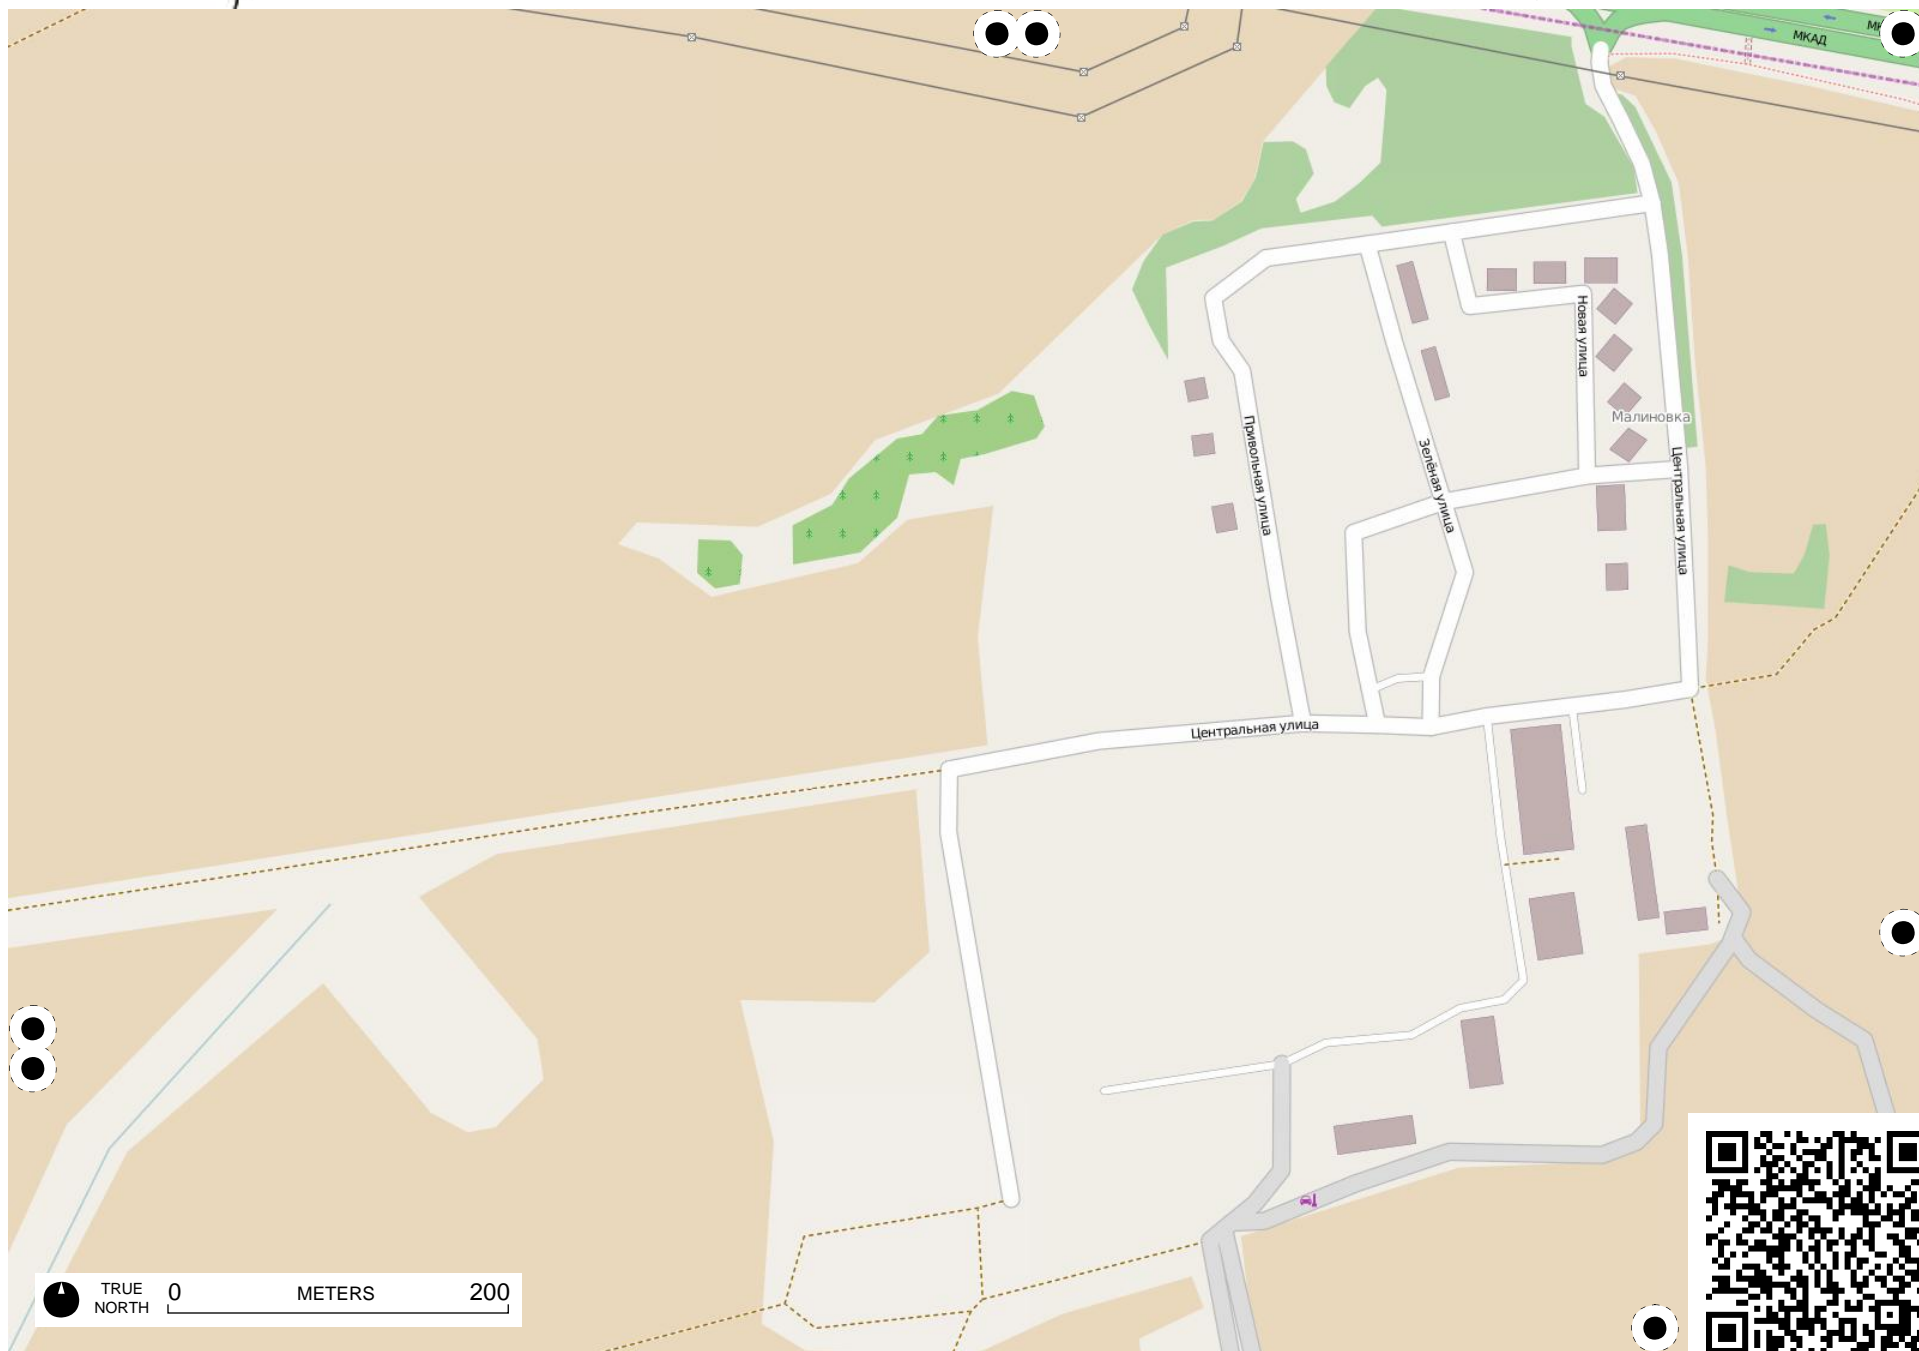 МКАД
Новая улица
Малиновка
Привольная улица
Зелёная улица
Центральная улица
Центральная улица
TRUE NORTH
0 METERS 200